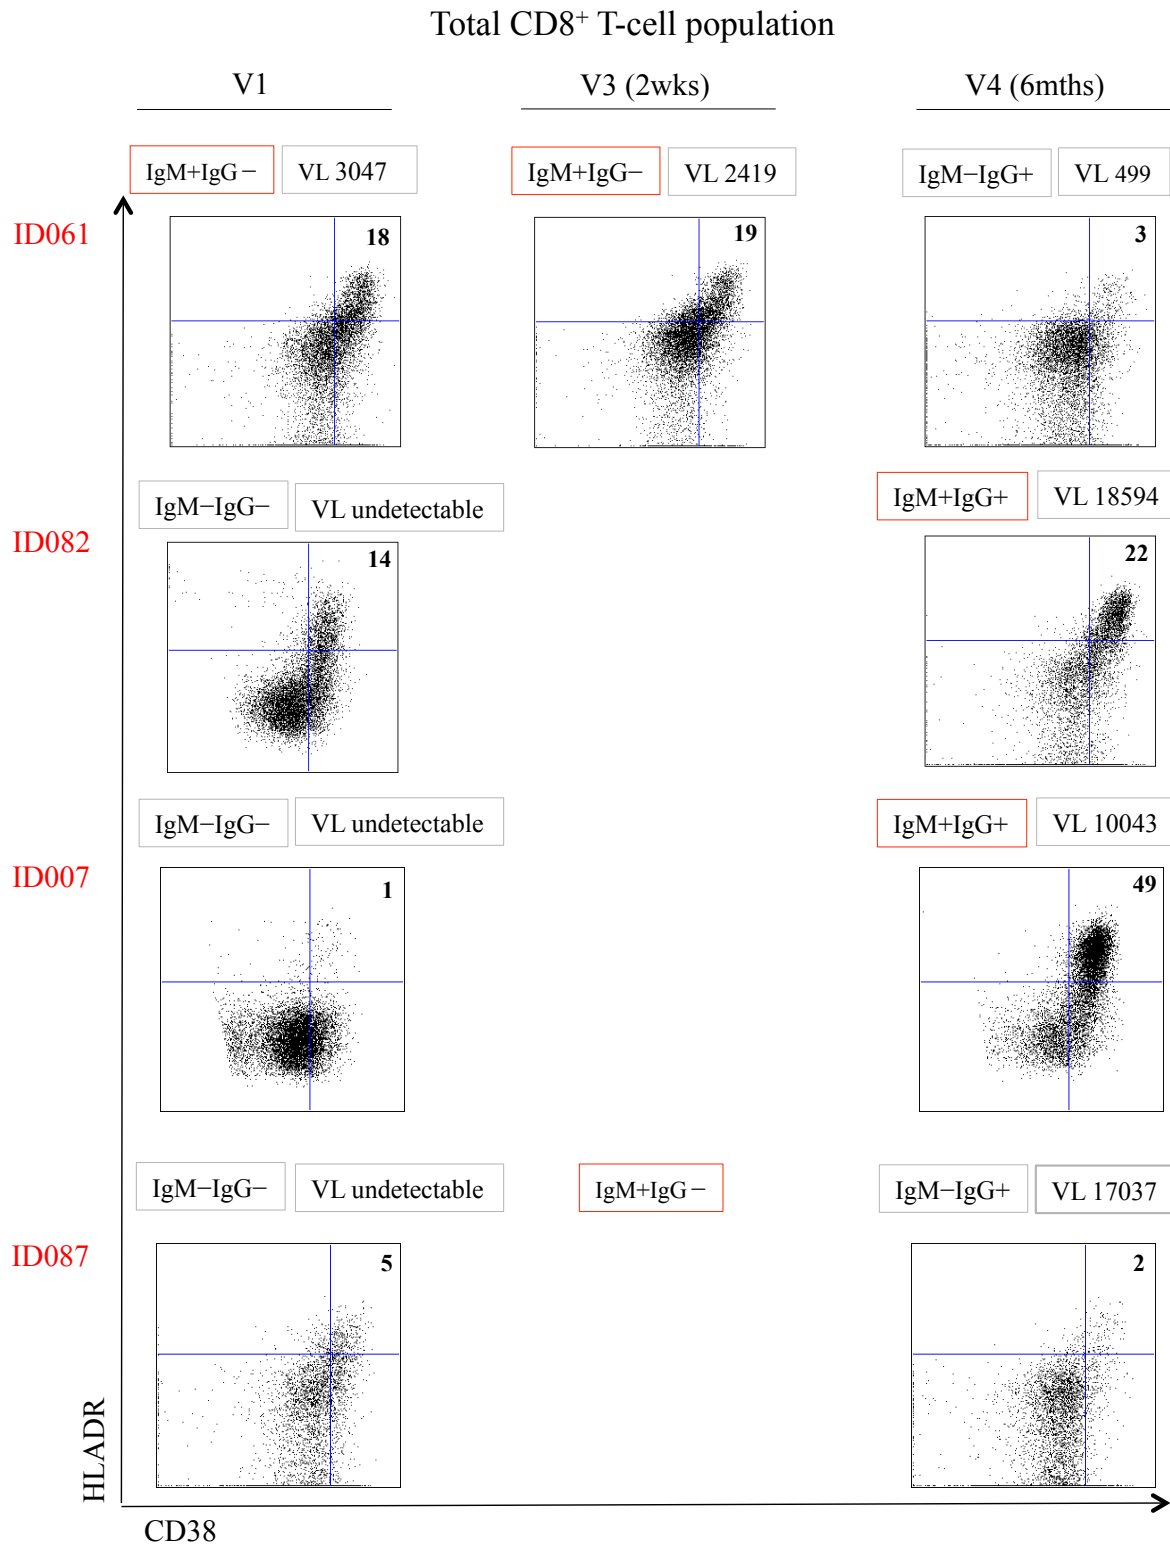 Total CD8⁺ T-cell population
V1 V3 (2wks) V4 (6mths)
IgM+IgG− VL 3047 IgM+IgG− VL 2419 IgM−IgG+ VL 499
ID061 18 19 3
IgM−IgG- VL undetectable IgM+IgG+ VL 18594
ID082 14 22
IgM−IgG- VL undetectable IgM+IgG+ VL 10043
ID007 1 49
IgM−IgG- VL undetectable IgM+IgG− IgM−IgG+ VL 17037
ID087 5 2
HLADR
CD38